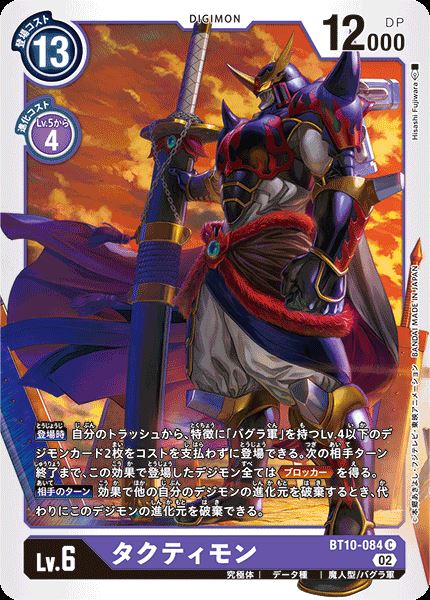 DIGIMON
登場コスト
13
12000
DP
進化コスト
Lv.5から
4
Hisashi Fujiwara
©本郷あきよし・フジテレビ・東映アニメーション BANDAI MADE IN JAPAN
登場時 自分のトラッシュから、特徴に「バグラ軍」を持つLv.4以下のデ
ジモンカード2枚をコストを支払わずに登場できる。次の相手ターン
終了まで、この効果で登場したデジモン全ては ブロッカー を得る。
相手のターン 効果で他の自分のデジモンの進化元を破棄するとき、代
わりにこのデジモンの進化元を破棄できる。
Lv.6
タクティモン
BT10-084 C
02
究極体 データ種 魔人型/バグラ軍